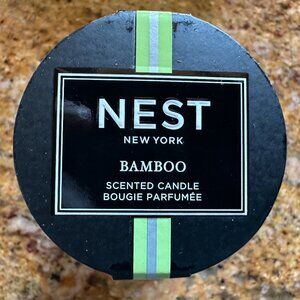 NEST
NEW YORK
BAMBOO
SCENTED CANDLE
BOUGIE PARFUMÉE